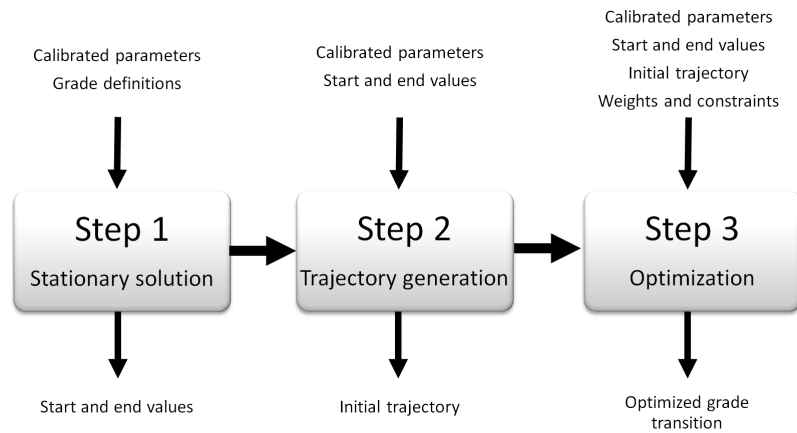 Calibrated parameters
Grade definitions
Calibrated parameters
Start and end values
Calibrated parameters
Start and end values
Initial trajectory
Weights and constraints
Step 1
Stationary solution
Step 2
Trajectory generation
Step 3
Optimization
Start and end values
Initial trajectory
Optimized grade
transition